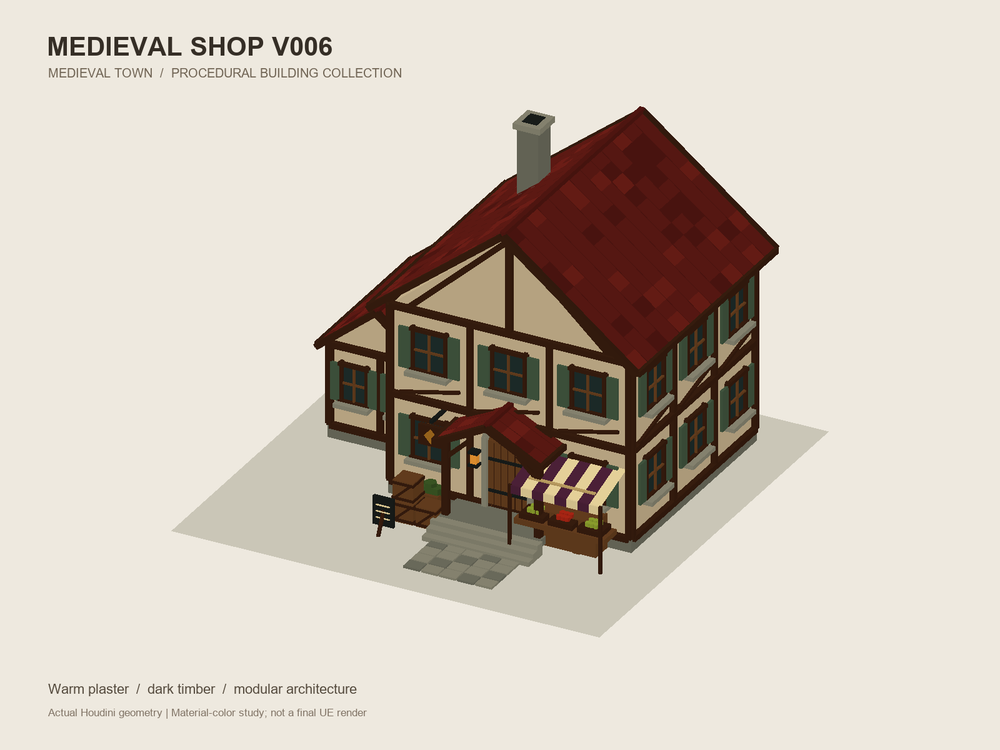 MEDIEVAL SHOP V006
MEDIEVAL TOWN / PROCEDURAL BUILDING COLLECTION
Warm plaster / dark timber / modular architecture
Actual Houdini geometry | Material-color study; not a final UE render